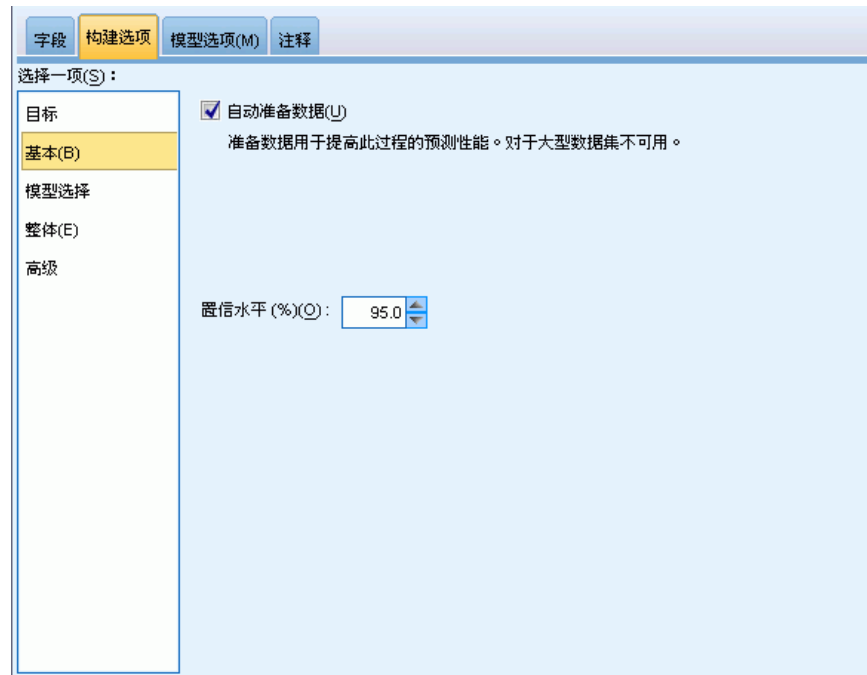 字段 构建选项 模型选项(M) 注释
选择一项(S)：
目标
基本(B)
模型选择
整体(E)
高级
自动准备数据(U)
准备数据用于提高此过程的预测性能。对于大型数据集不可用。
置信水平 (%)(O)： 95.0